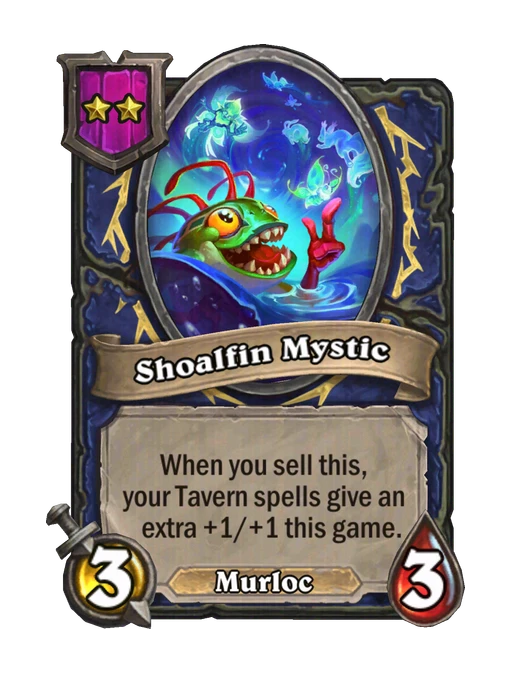 Shoalfin Mystic
When you sell this,
your Tavern spells give an
extra +1/+1 this game.
3
Murloc
3